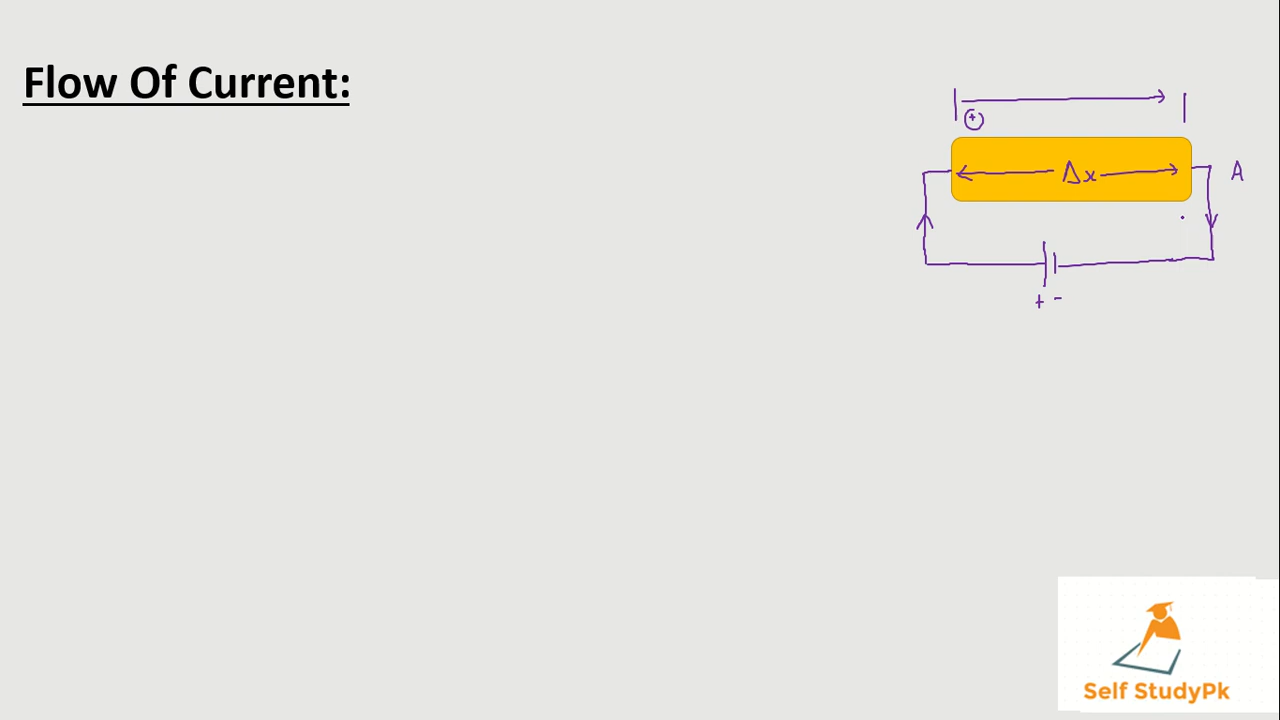 Flow Of Current:
+
Δx
A
+ -
Self StudyPk